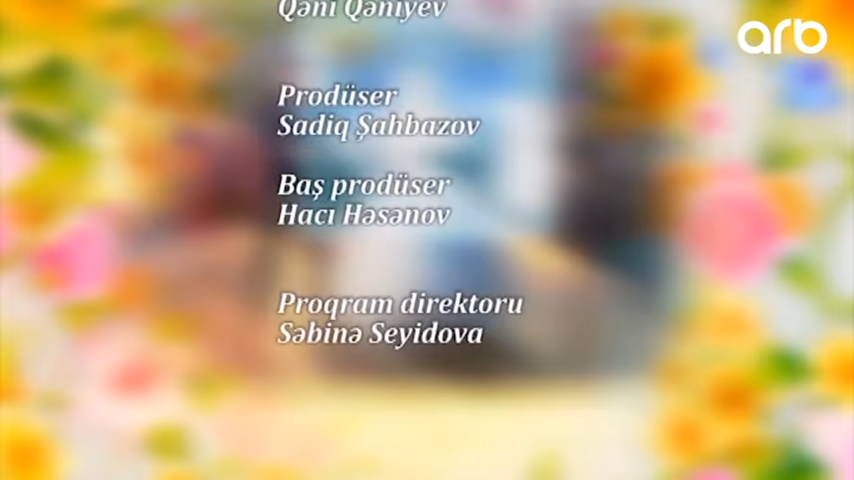 Qəni Qəniyev
arb
Prodüser
Sadiq Şahbazov
Baş prodüser
Hacı Həsənov
Proqram direktoru
Səbinə Seyidova